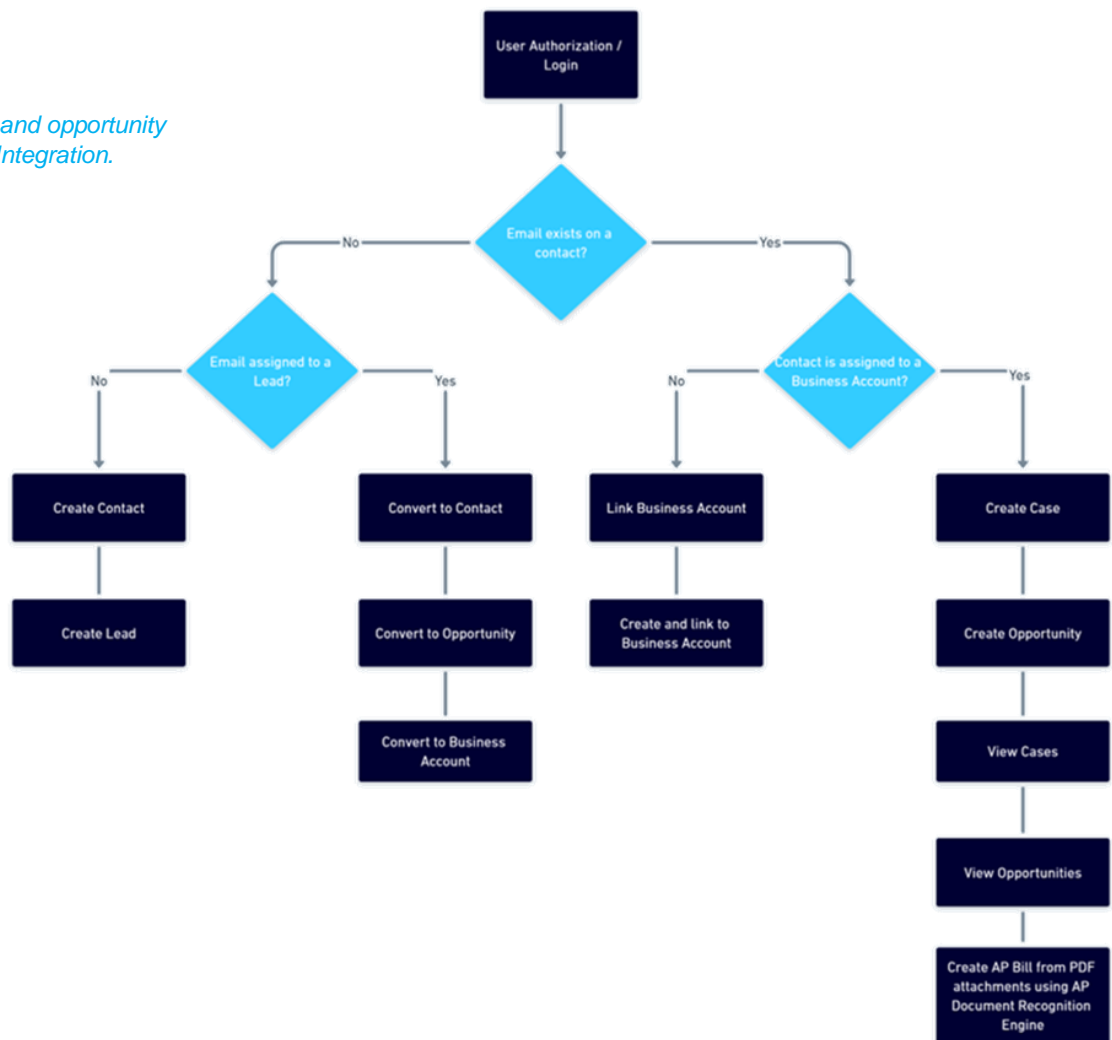 User Authorization /
Login
and opportunity
Integration.
Email exists on a
contact?
No
Yes
Email assigned to a
Lead?
Contact is assigned to a
Business Account?
No
Yes
No
Yes
Create Contact
Convert to Contact
Link Business Account
Create Case
Create Lead
Convert to Opportunity
Create and link to
Business Account
Create Opportunity
Convert to Business
Account
View Cases
View Opportunities
Create AP Bill from PDF
attachments using AP
Document Recognition
Engine